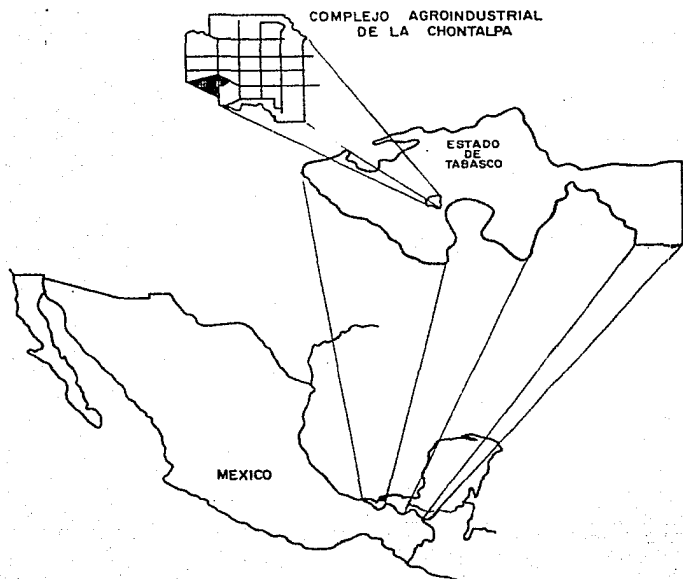 COMPLEJO AGROINDUSTRIAL
DE LA CHONTALPA
ESTADO
DE
TABASCO
MEXICO